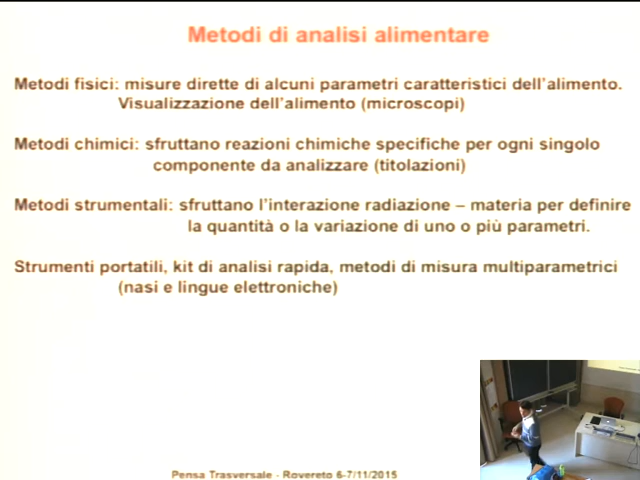 Metodi di analisi alimentare
Metodi fisici: misure dirette di alcuni parametri caratteristici dell'alimento.
Visualizzazione dell'alimento (microscopi)
Metodi chimici: sfruttano reazioni chimiche specifiche per ogni singolo
componente da analizzare (titolazioni)
Metodi strumentali: sfruttano l'interazione radiazione – materia per definire
la quantità o la variazione di uno o più parametri.
Strumenti portatili, kit di analisi rapida, metodi di misura multiparametrici
(nasi e lingue elettroniche)
Pensa Trasversale - Rovereto 6-7/11/2015